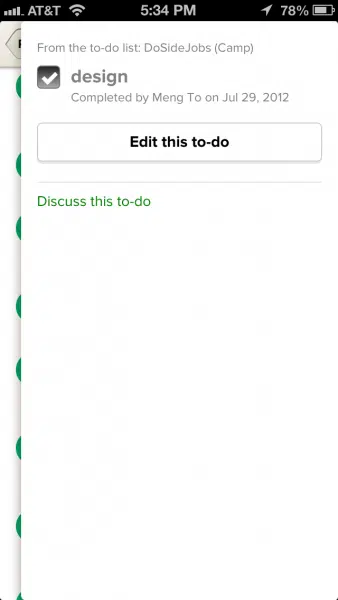 AT&T 5:34 PM 78%
From the to-do list: DoSideJobs (Camp)
design
Completed by Meng To on Jul 29, 2012
Edit this to-do
Discuss this to-do